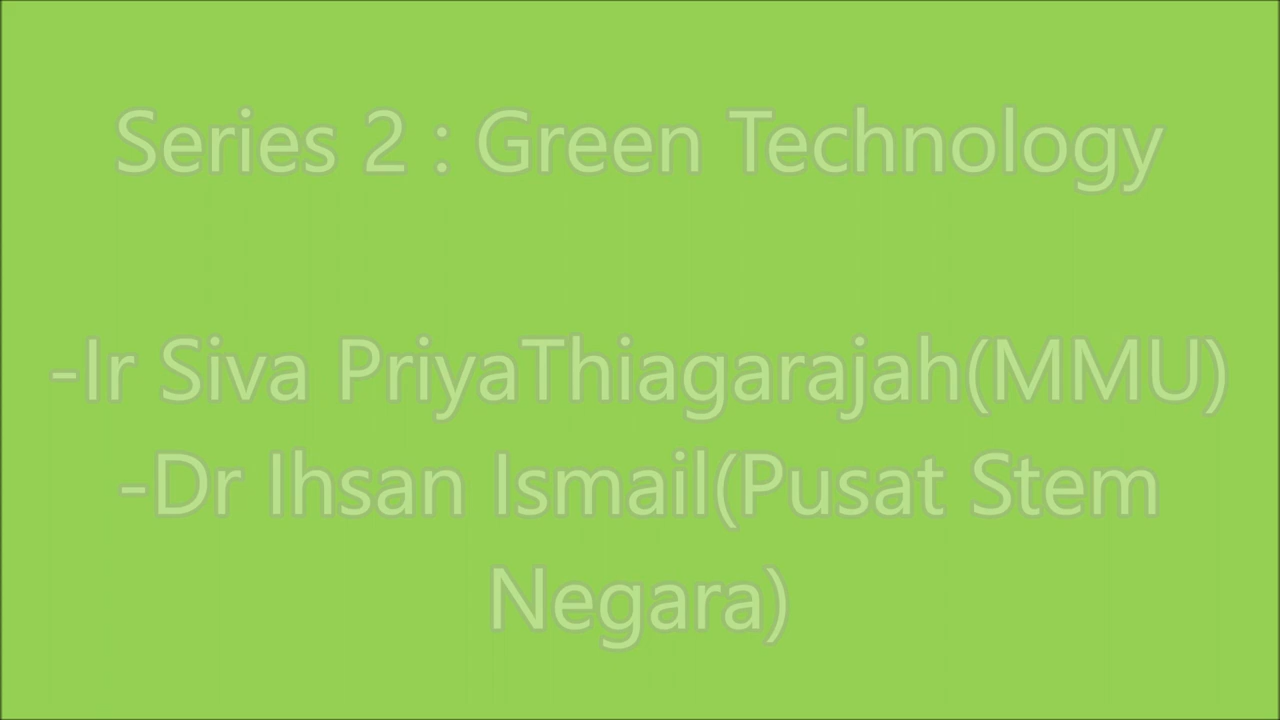 Series 2 : Green Technology
-Ir Siva PriyaThiagarajah(MMU)
-Dr Ihsan Ismail(Pusat Stem
Negara)